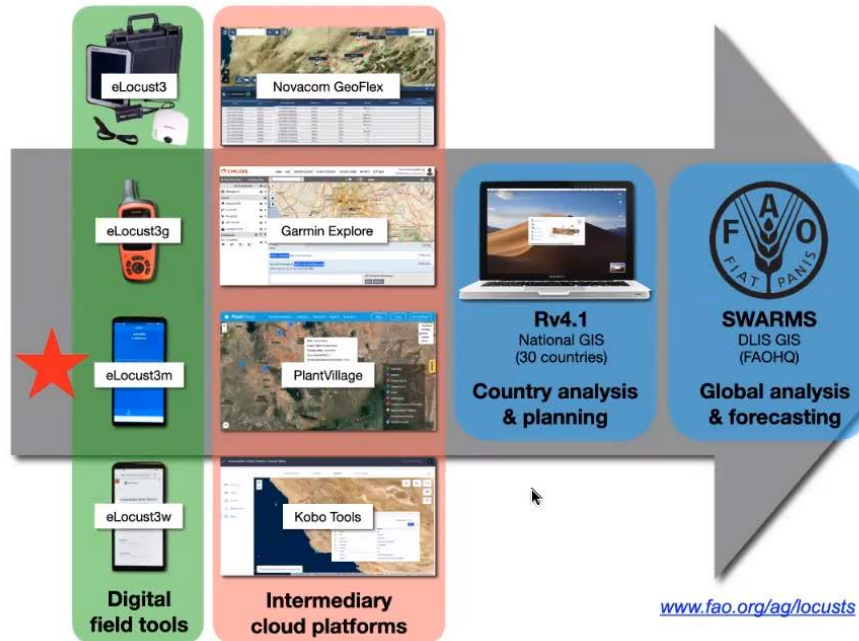 eLocust3
Novacom GeoFlex
eLocust3g
Garmin Explore
eLocust3m
PlantVillage
eLocust3w
Kobo Tools
Digital
field tools
Intermediary
cloud platforms
Rv4.1
National GIS
(30 countries)
Country analysis
& planning
F A O
FIAT PANIS
SWARMS
DLIS GIS
(FAOHQ)
Global analysis
& forecasting
www.fao.org/ag/locusts